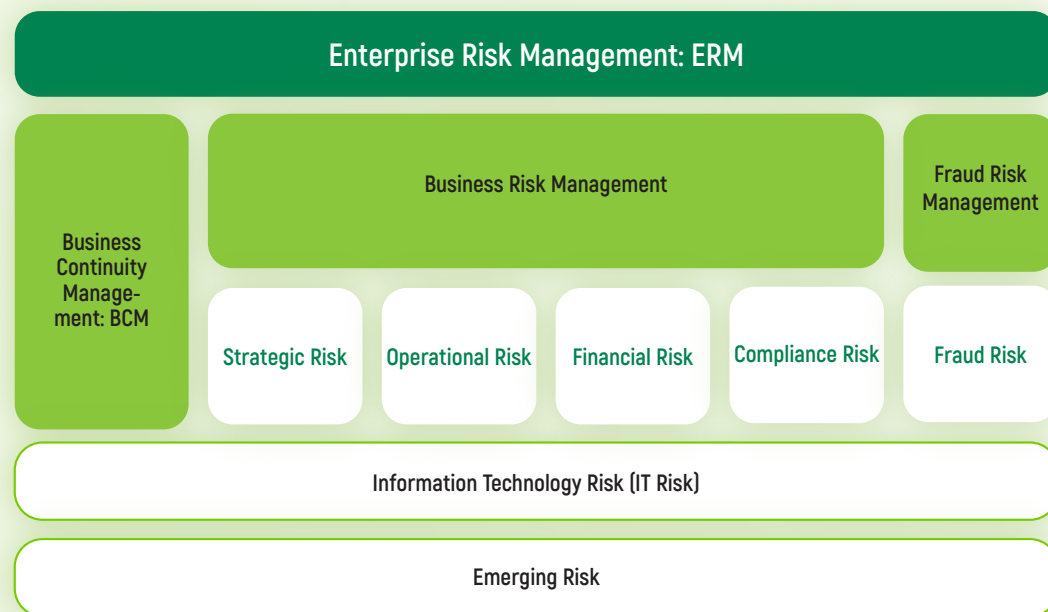 Enterprise Risk Management: ERM
Business
Continuity
Manage-
ment: BCM
Business Risk Management
Fraud Risk
Management
Strategic Risk
Operational Risk
Financial Risk
Compliance Risk
Fraud Risk
Information Technology Risk (IT Risk)
Emerging Risk